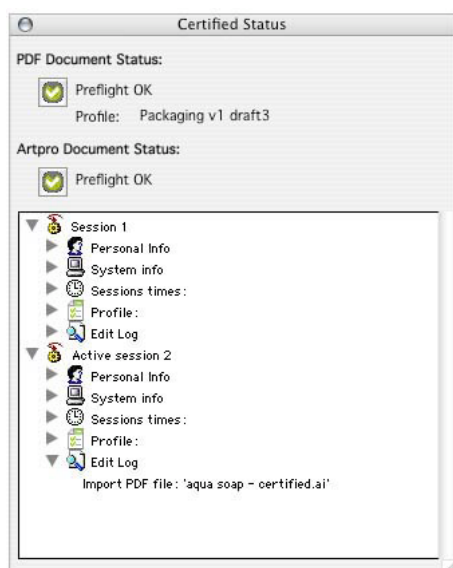 Certified Status
PDF Document Status:
Preflight OK
Profile: Packaging v1 draft3
Artpro Document Status:
Preflight OK
Session 1
Personal Info
System info
Sessions times:
Profile:
Edit Log
Active session 2
Personal Info
System info
Sessions times:
Profile:
Edit Log
Import PDF file: 'aqua soap - certified.ai'